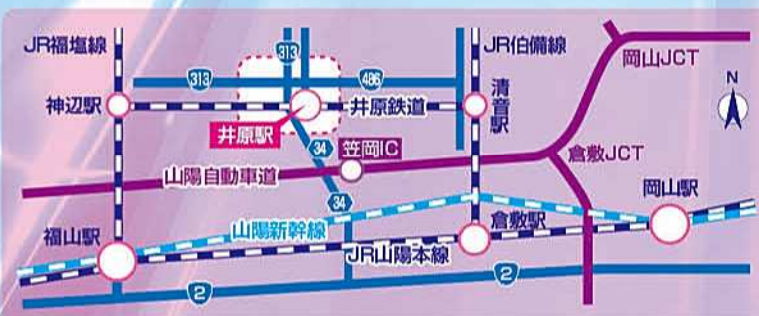 JR福塩線
313
JR伯備線
岡山JCT
313
486
N
神辺駅
井原鉄道
清音駅
井原駅
34
笠岡IC
倉敷JCT
山陽自動車道
34
岡山駅
福山駅
山陽新幹線
倉敷駅
JR山陽本線
2
2